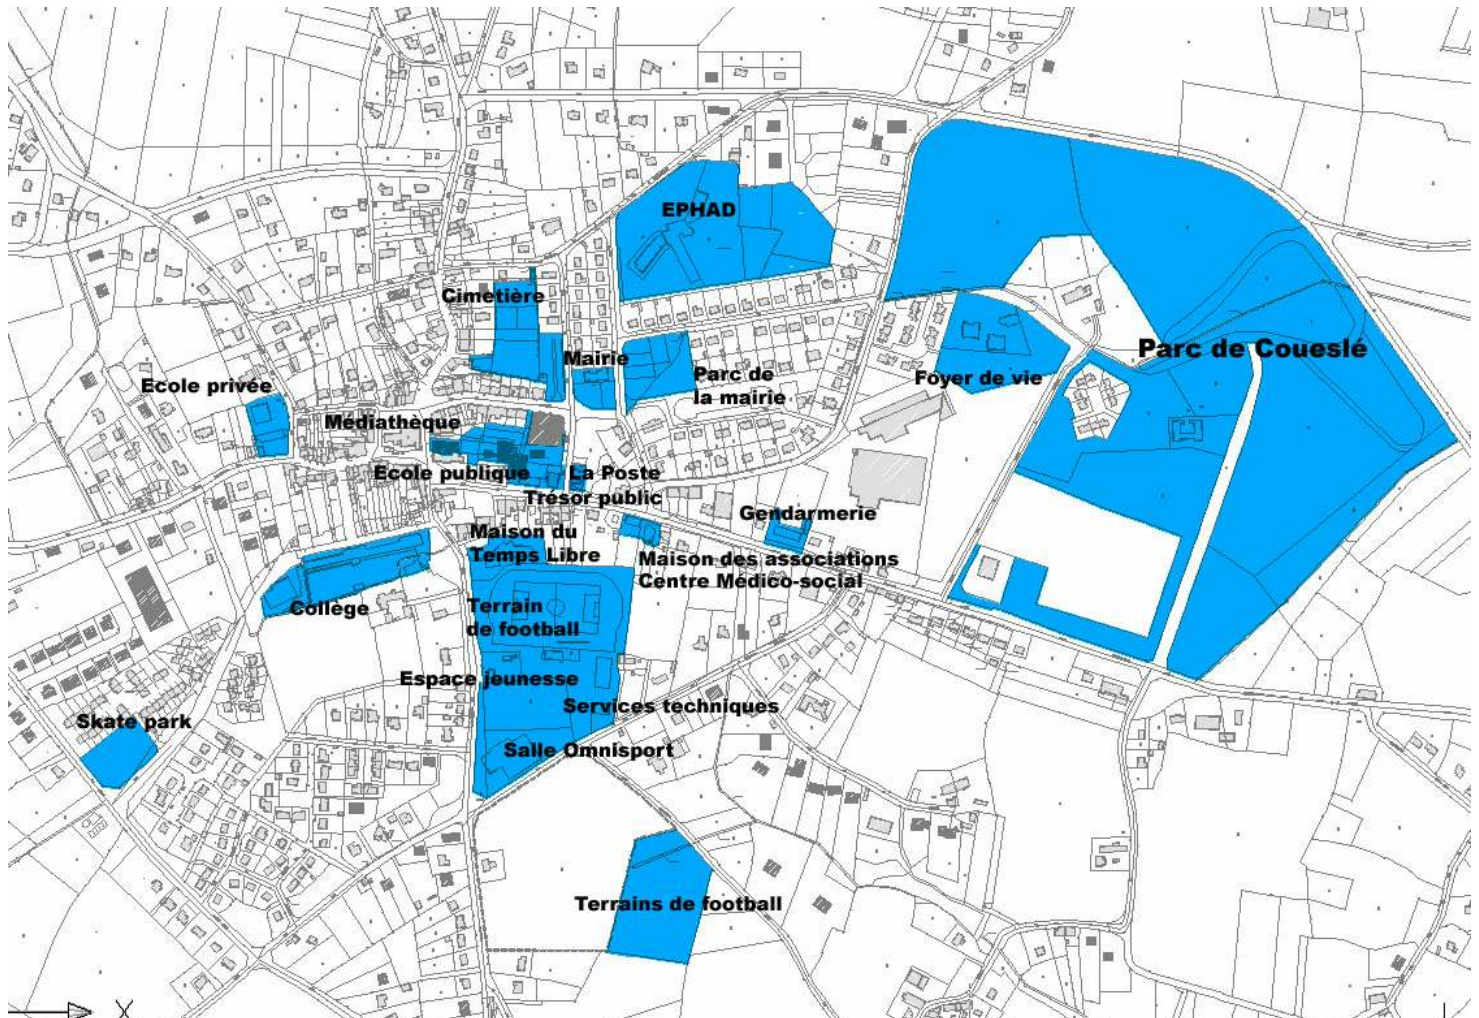 EPHAD
Cimetière
Mairie
Parc de Coueslé
Ecole privée
Parc de
la mairie
Foyer de vie
Médiathèque
Ecole publique
La Poste
Trésor public
Gendarmerie
Maison du
Temps Libre
Maison des associations
Centre Médico-social
Collège
Terrain
de football
Espace jeunesse
Services techniques
Skate park
Salle Omnisport
Terrains de football
X